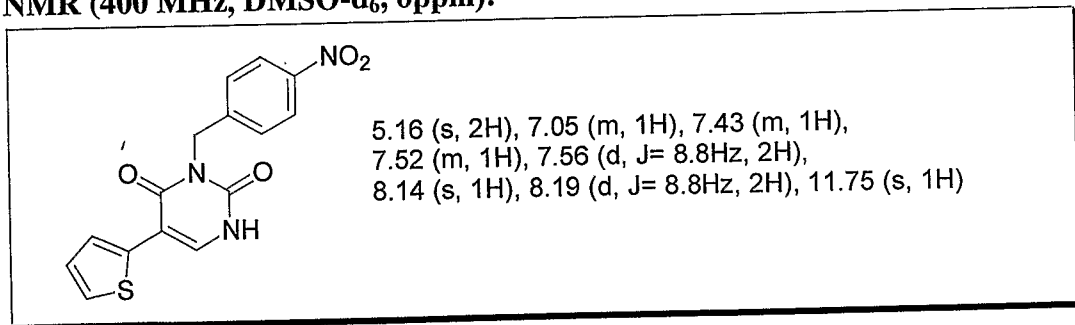 NMR (400 MHz, DMSO-d6, δppm):
NO2
O
N
O
NH
S
5.16 (s, 2H), 7.05 (m, 1H), 7.43 (m, 1H),
7.52 (m, 1H), 7.56 (d, J= 8.8Hz, 2H),
8.14 (s, 1H), 8.19 (d, J= 8.8Hz, 2H), 11.75 (s, 1H)